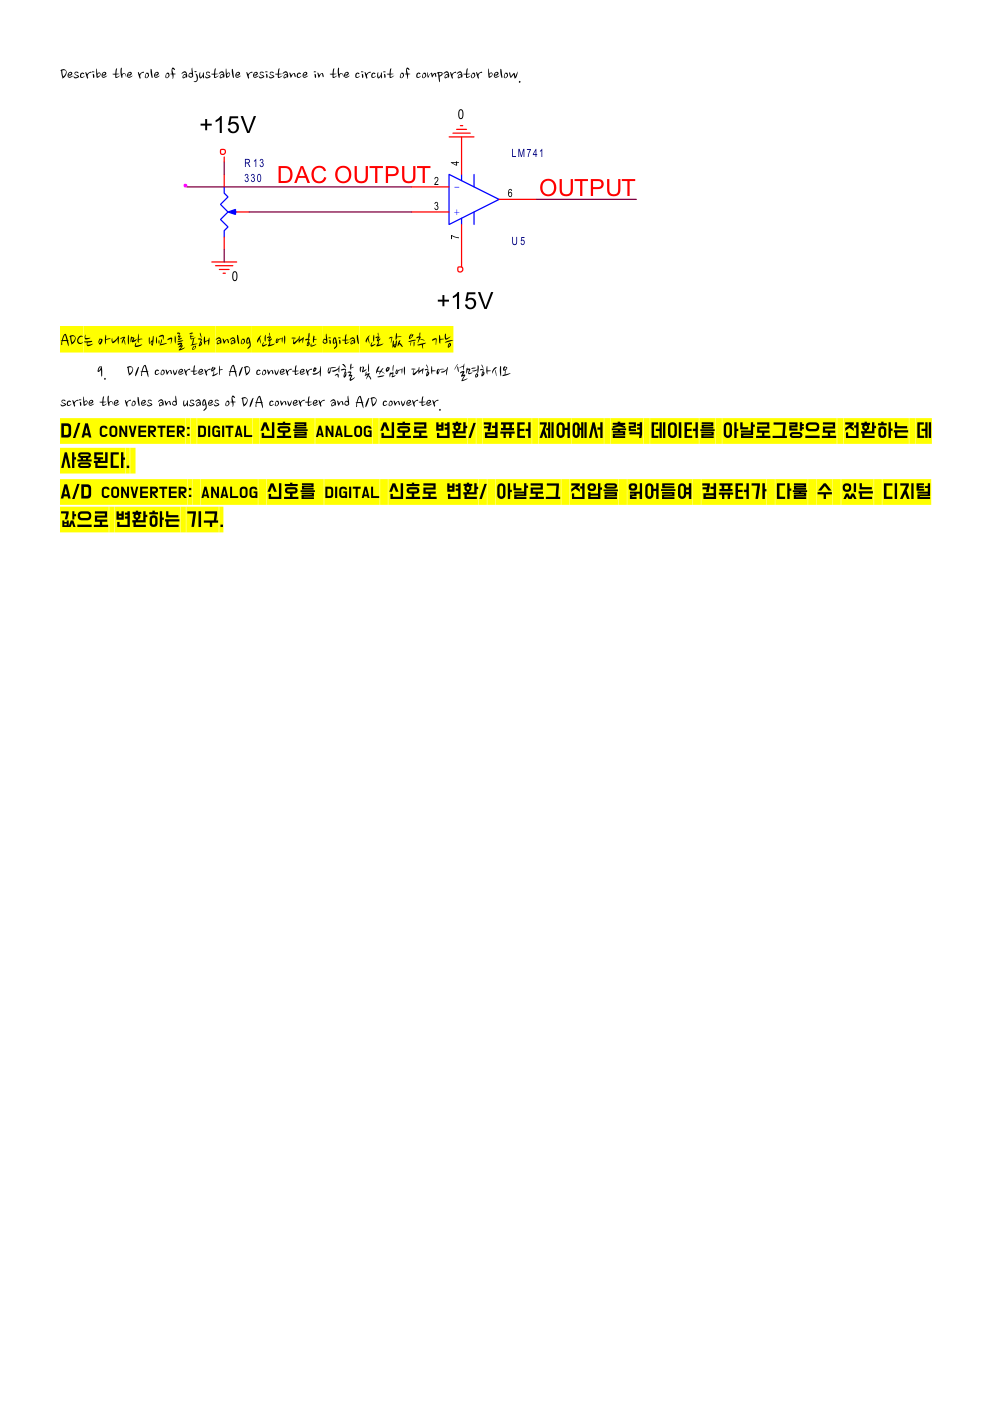 Describe the role of adjustable resistance in the circuit of comparator below.
+15V
0
R13
330
DAC OUTPUT
2
3
4
7
LM741
6
OUTPUT
U5
0
+15V
ADC는 아니지만 비교기를 통해 analog 신호에 대한 digital 신호 값 유추 가능
9. D/A converter와 A/D converter의 역할 및 쓰임에 대하여 설명하시오
scribe the roles and usages of D/A converter and A/D converter.
D/A CONVERTER: DIGITAL 신호를 ANALOG 신호로 변환/ 컴퓨터 제어에서 출력 데이터를 아날로그량으로 전환하는 데
사용된다.
A/D CONVERTER: ANALOG 신호를 DIGITAL 신호로 변환/ 아날로그 전압을 읽어들여 컴퓨터가 다룰 수 있는 디지털
값으로 변환하는 기구.